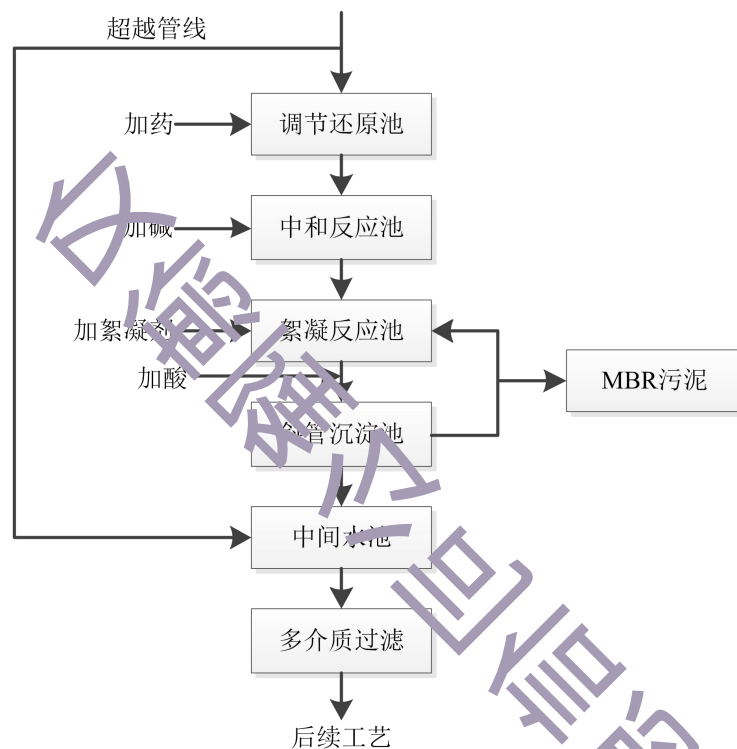 超越管线
加药
调节还原池
加碱
中和反应池
加絮凝剂
絮凝反应池
加酸
MBR污泥
斜管沉淀池
中间水池
多介质过滤
后续工艺